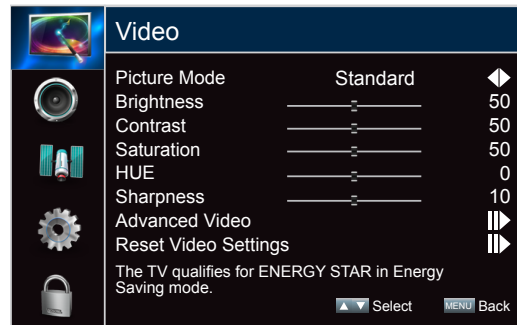 Video
Picture Mode Standard
Brightness 50
Contrast 50
Saturation 50
HUE 0
Sharpness 10
Advanced Video
Reset Video Settings
The TV qualifies for ENERGY STAR in Energy
Saving mode.
Select MENU Back